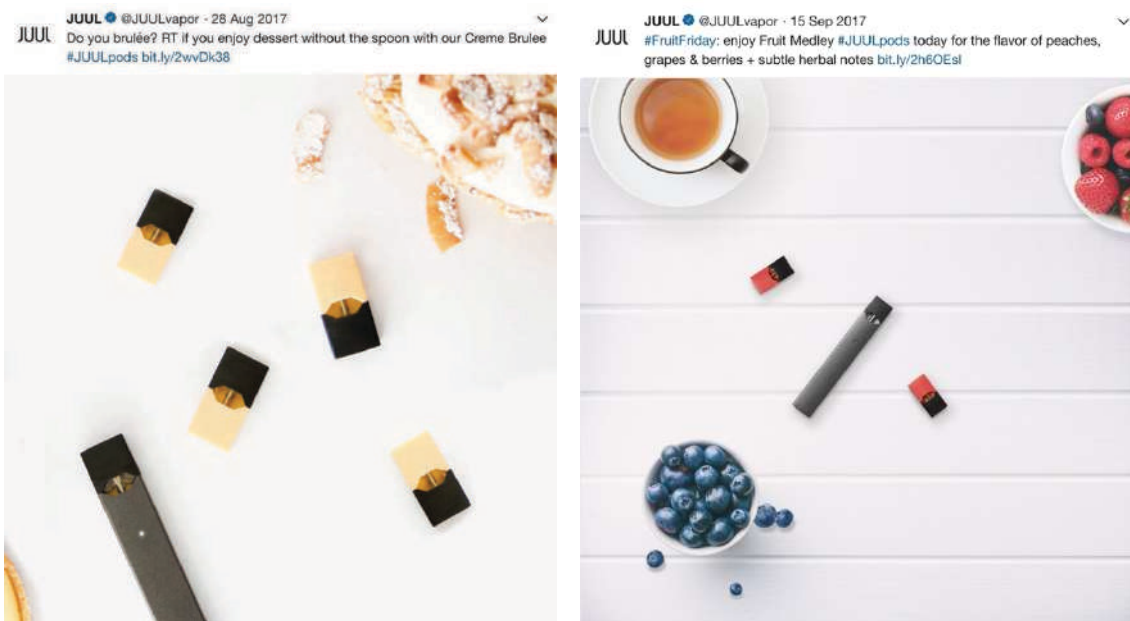 JUUL @JUULvapor · 28 Aug 2017
JUUL
Do you brulée? RT if you enjoy dessert without the spoon with our Creme Brulee
#JUULpods bit.ly/2wvDk38
JUUL @JUULvapor · 15 Sep 2017
JUUL
#FruitFriday: enjoy Fruit Medley #JUULpods today for the flavor of peaches,
grapes & berries + subtle herbal notes bit.ly/2h6OEsI